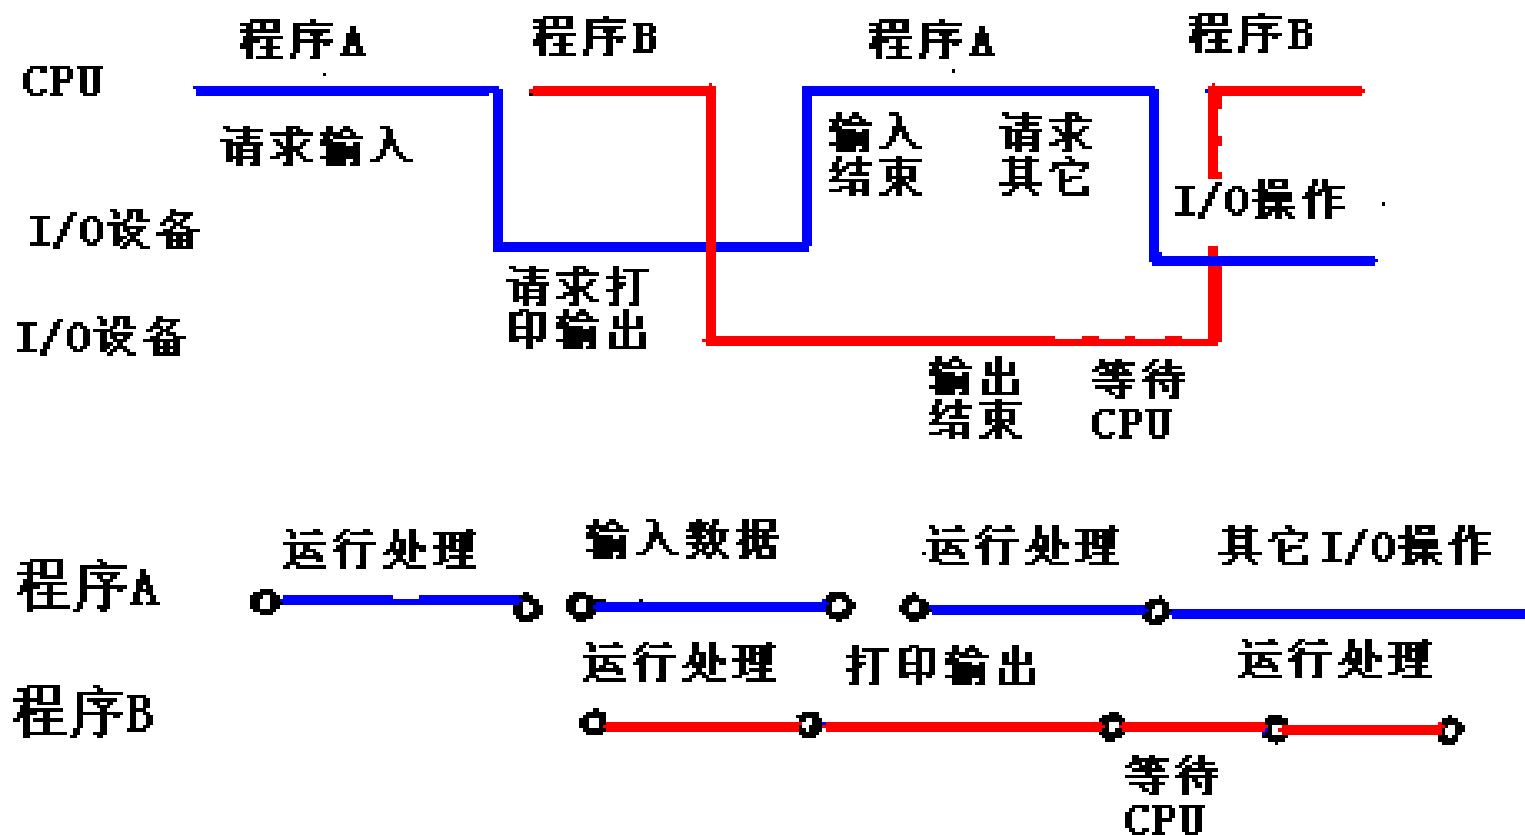 程序A 程序B 程序A 程序B
CPU
请求输入
输入
结束
请求
其它
I/O操作
I/O设备
请求打
印输出
I/O设备
输出
结束
等待
CPU
运行处理 输入数据 运行处理 其它I/O操作
程序A
运行处理 打印输出 运行处理
程序B
等待
CPU